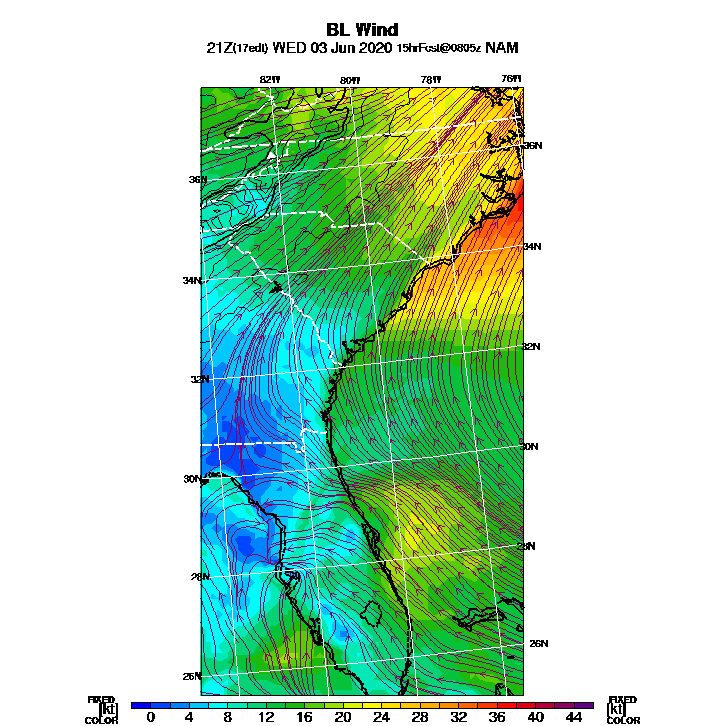 BL Wind
21Z(17edt) WED 03 Jun 2020 15hrFcst@0805z NAM
82W 80W 78W 76W
36N
36N
34N
34N
32N
32N
30N
30N
28N
28N
26N
26N
FIXED FIXED
[kt] 0 4 8 12 16 20 24 28 32 36 40 44 [kt]
COLOR COLOR